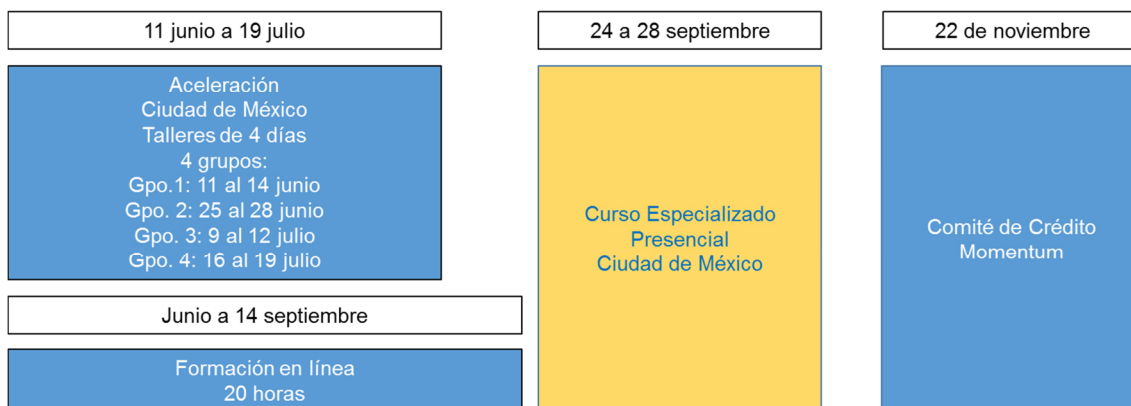 11 junio a 19 julio
Aceleración
Ciudad de México
Talleres de 4 días
4 grupos:
Gpo.1: 11 al 14 junio
Gpo. 2: 25 al 28 junio
Gpo. 3: 9 al 12 julio
Gpo. 4: 16 al 19 julio
Junio a 14 septiembre
Formación en línea
20 horas
24 a 28 septiembre
Curso Especializado
Presencial
Ciudad de México
22 de noviembre
Comité de Crédito
Momentum